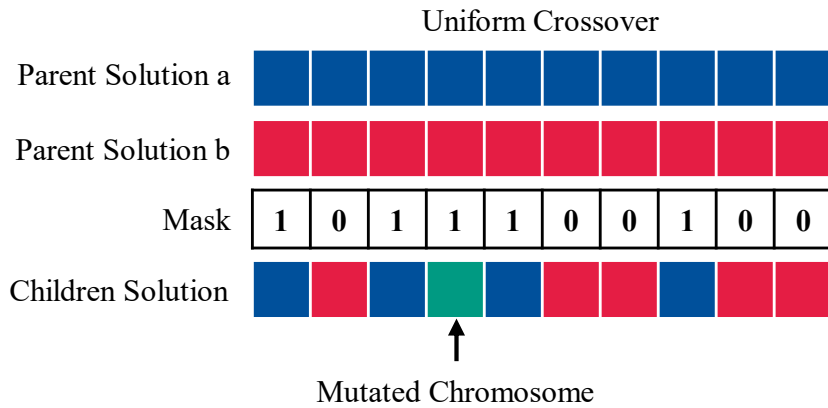 Uniform Crossover
Parent Solution a
Parent Solution b
Mask 1 0 1 1 1 0 0 1 0 0
Children Solution
Mutated Chromosome